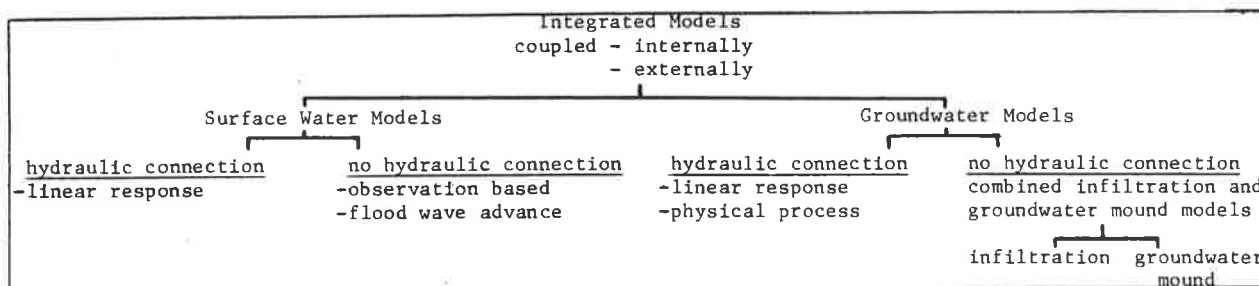 Integrated Models
coupled - internally
- externally
Surface Water Models
Groundwater Models
hydraulic connection
-linear response
no hydraulic connection
-observation based
-flood wave advance
hydraulic connection
-linear response
-physical process
no hydraulic connection
combined infiltration and
groundwater mound models
infiltration
groundwater
mound